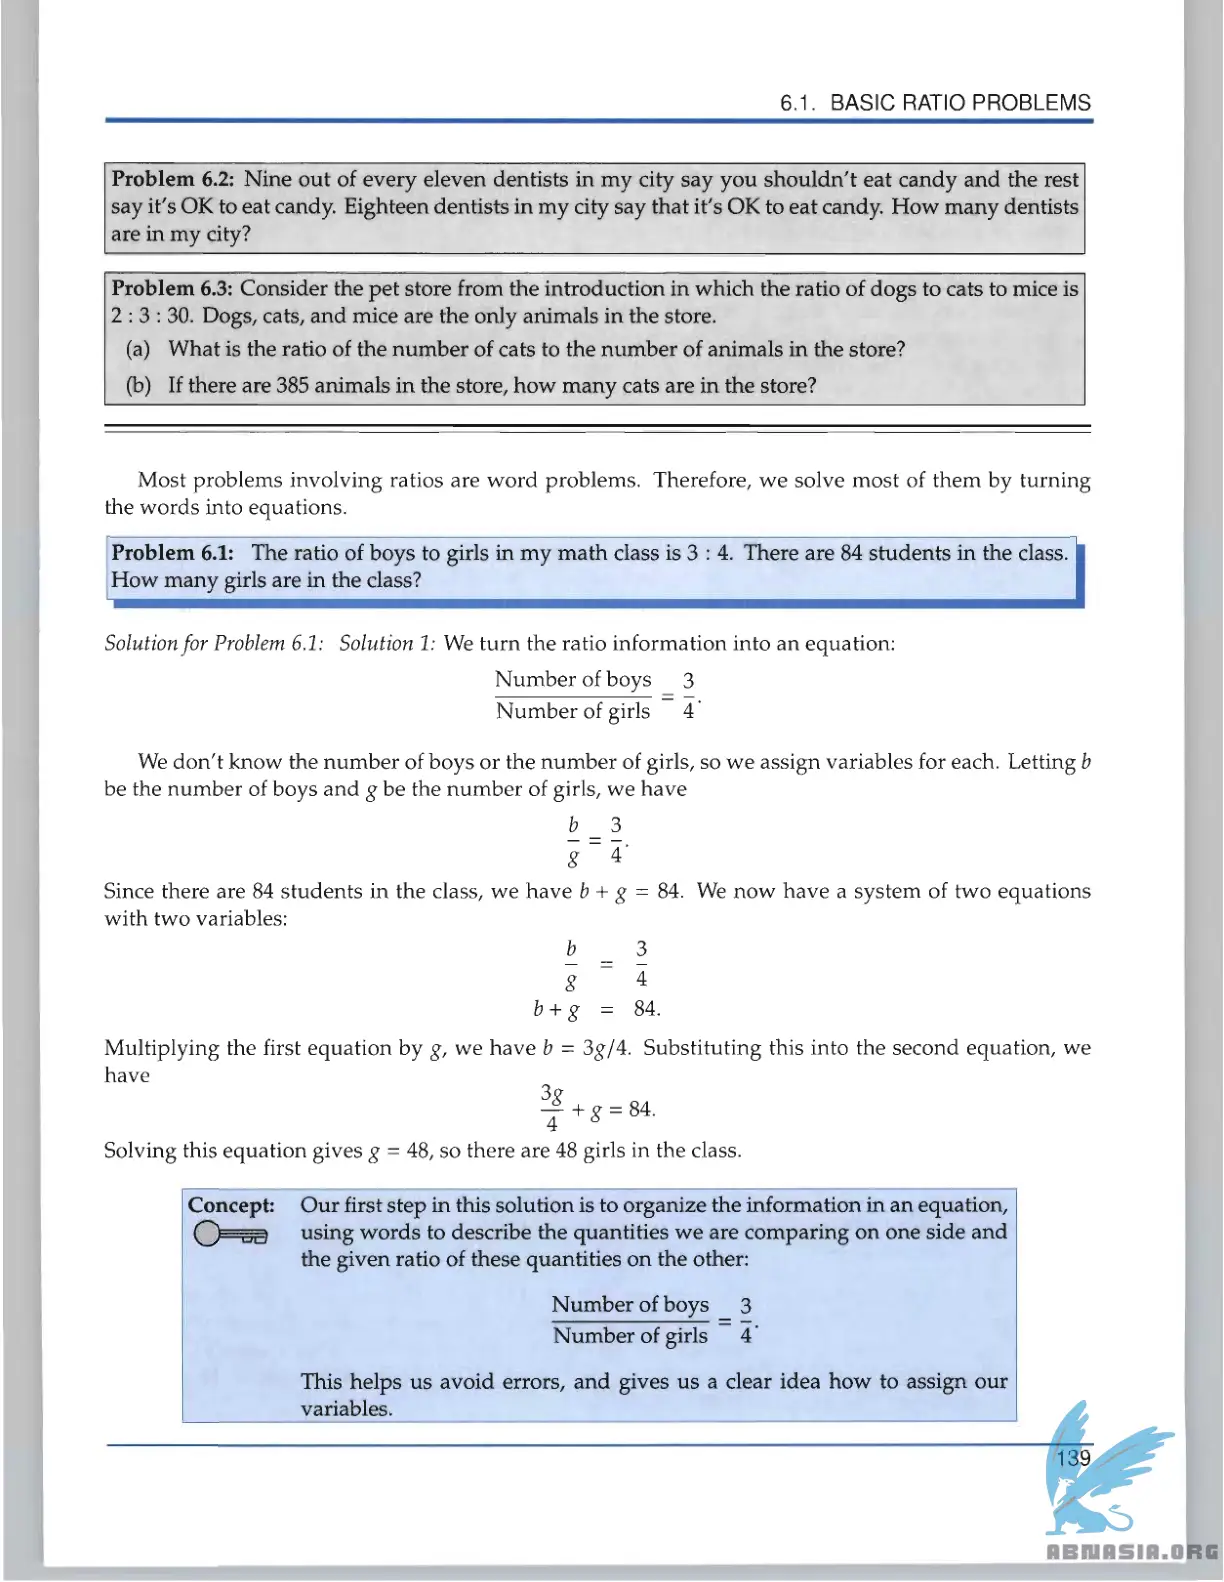 6.1. BASIC RATIO PROBLEMS
Problem 6.2: Nine out of every eleven dentists in my city say you shouldn't eat candy and the rest
say it's OK to eat candy. Eighteen dentists in my city say that it's OK to eat candy. How many dentists
are in my city?
Problem 6.3: Consider the pet store from the introduction in which the ratio of dogs to cats to mice is
2 : 3 : 30. Dogs, cats, and mice are the only animals in the store.
(a) What is the ratio of the number of cats to the number of animals in the store?
(b) If there are 385 animals in the store, how many cats are in the store?
Most problems involving ratios are word problems. Therefore, we solve most of them by turning
the words into equations.
Problem 6.1: The ratio of boys to girls in my math class is 3 : 4. There are 84 students in the class.
How many girls are in the class?
Solution for Problem 6.1: Solution 1: We turn the ratio information into an equation:
Number of boys / Number of girls = 3/4.
We don't know the number of boys or the number of girls, so we assign variables for each. Letting b
be the number of boys and g be the number of girls, we have
b/g = 3/4.
Since there are 84 students in the class, we have b + g = 84. We now have a system of two equations
with two variables:
b/g = 3/4
b + g = 84.
Multiplying the first equation by g, we have b = 3g/4. Substituting this into the second equation, we
have
3g/4 + g = 84.
Solving this equation gives g = 48, so there are 48 girls in the class.
Concept: Our first step in this solution is to organize the information in an equation,
using words to describe the quantities we are comparing on one side and
the given ratio of these quantities on the other:
Number of boys / Number of girls = 3/4.
This helps us avoid errors, and gives us a clear idea how to assign our
variables.
139
ABNASIA.ORG